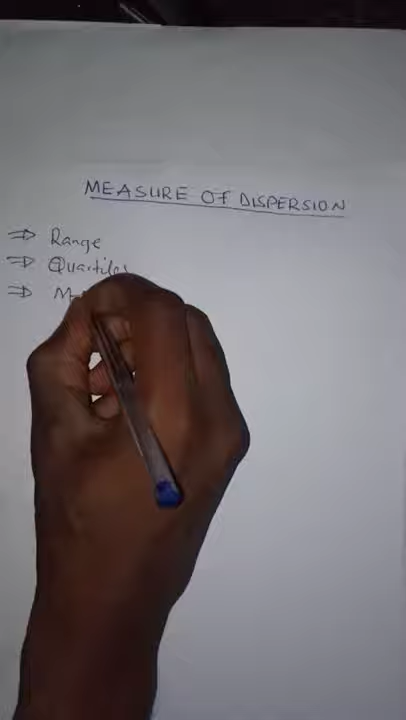 MEASURE OF DISPERSION
⇒ Range
⇒ Quartiles
⇒ M